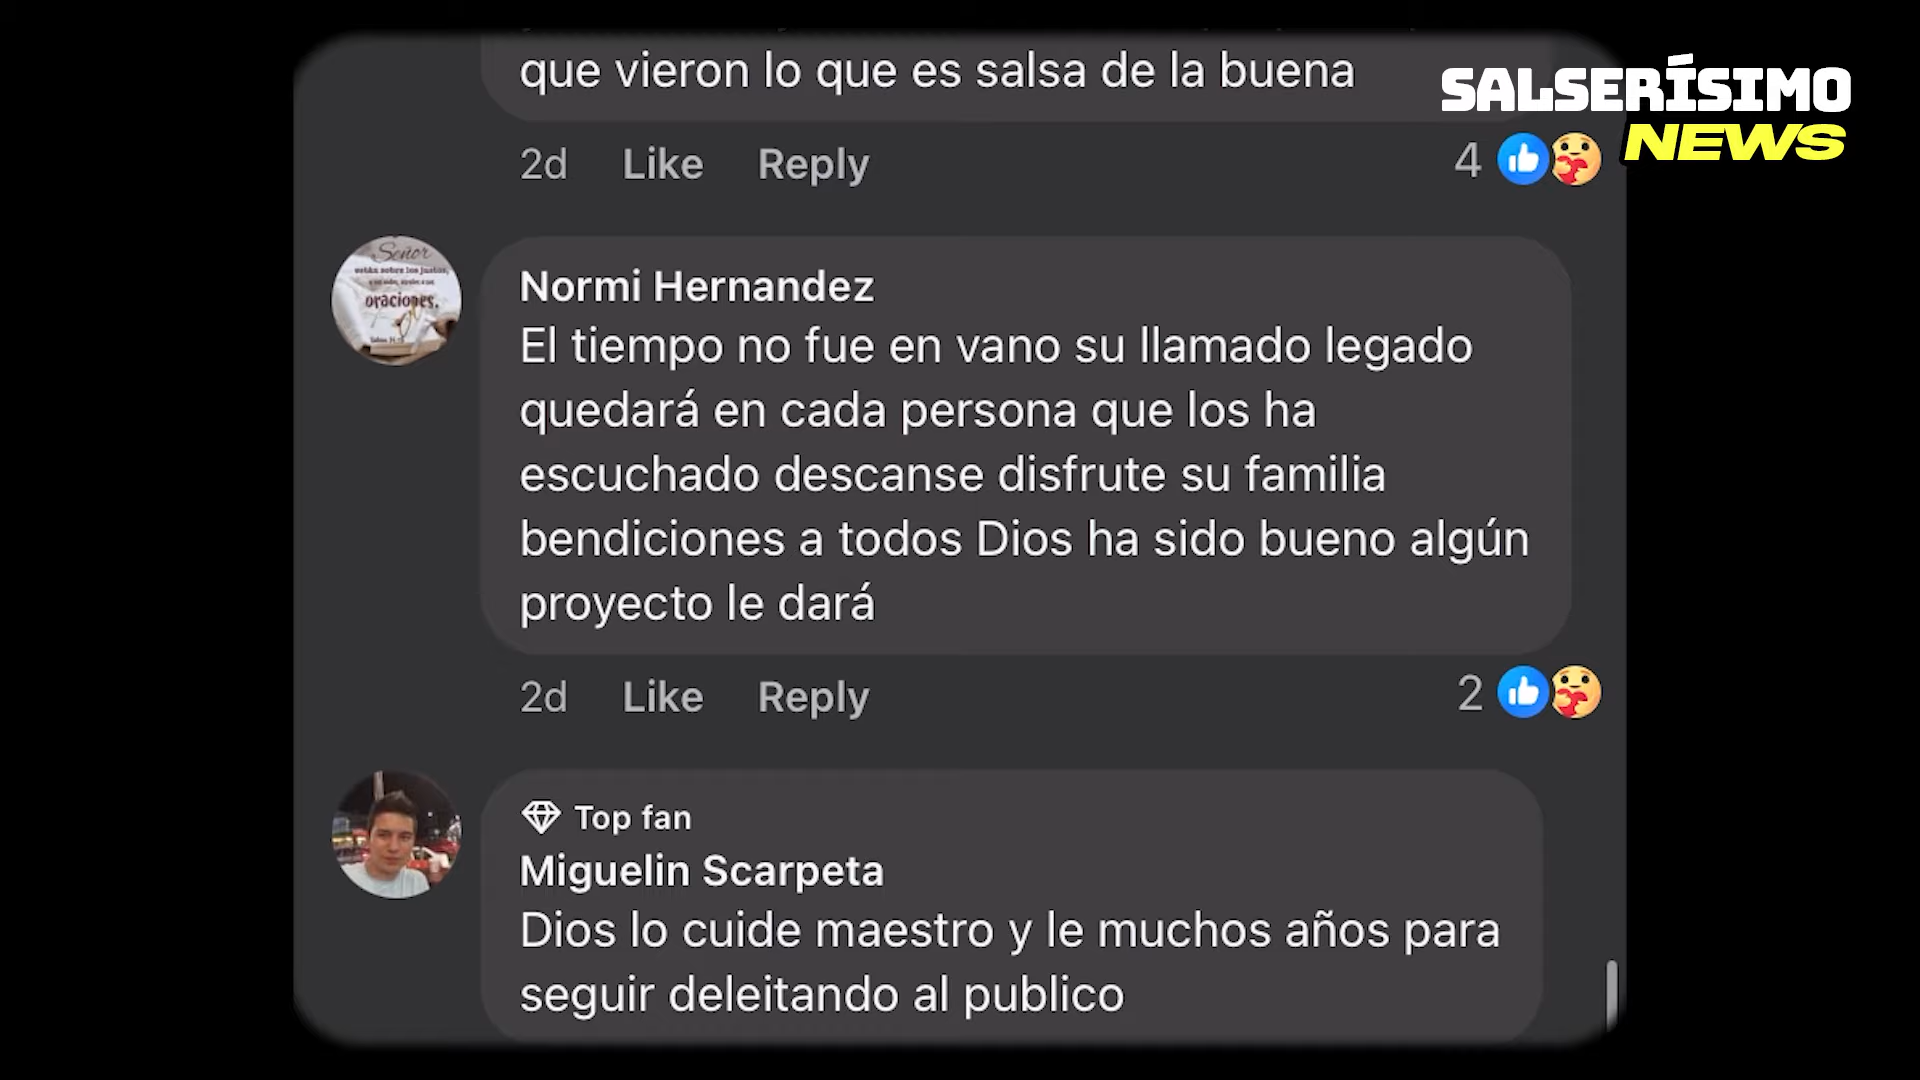 que vieron lo que es salsa de la buena
SALSERÍSIMO
NEWS
2d Like Reply 4
Señor
oraciones.
Normi Hernandez
El tiempo no fue en vano su llamado legado
quedará en cada persona que los ha
escuchado descanse disfrute su familia
bendiciones a todos Dios ha sido bueno algún
proyecto le dará
2d Like Reply 2
Top fan
Miguelin Scarpeta
Dios lo cuide maestro y le muchos años para
seguir deleitando al publico